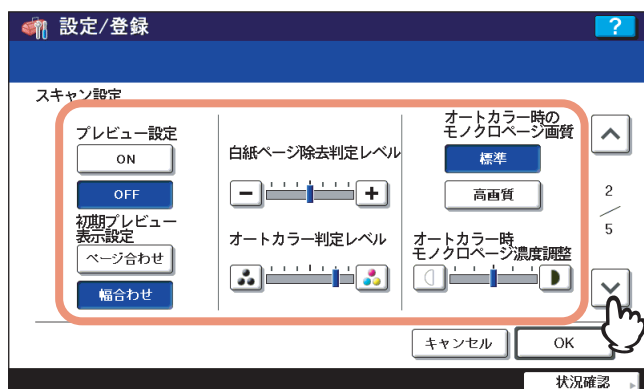 設定/登録
?
スキャン設定
プレビュー設定
ON
OFF
初期プレビュー
表示設定
ページ合わせ
幅合わせ
白紙ページ除去判定レベル
− +
オートカラー判定レベル
オートカラー時の
モノクロページ画質
標準
高画質
オートカラー時
モノクロページ濃度調整
2
/
5
キャンセル
OK
状況確認